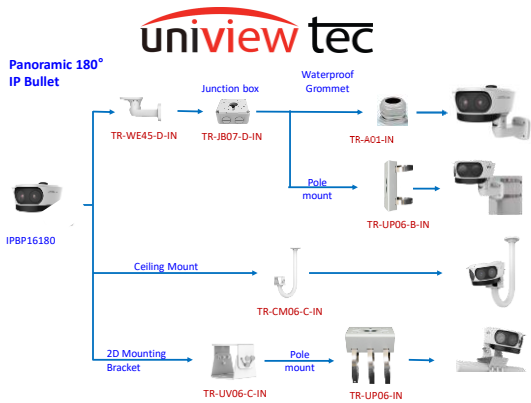 uniview tec
Panoramic 180°
IP Bullet
Junction box
Waterproof
Grommet
TR-WE45-D-IN
TR-JB07-D-IN
TR-A01-IN
Pole
mount
TR-UP06-B-IN
IPBP16180
Ceiling Mount
TR-CM06-C-IN
2D Mounting
Bracket
Pole
mount
TR-UV06-C-IN
TR-UP06-IN